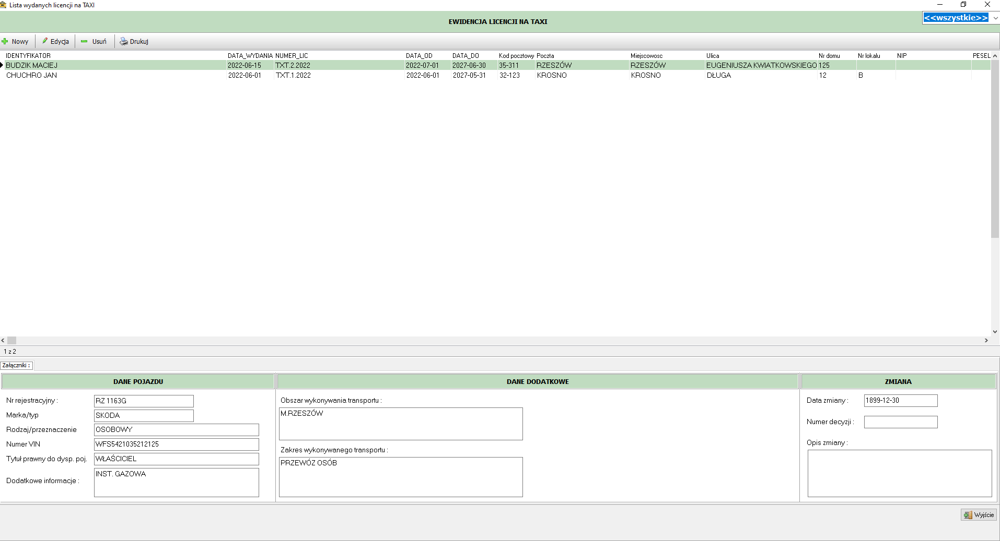 Lista wydanych licencji na TAXI
EWIDENCJA LICENCJI NA TAXI
<<wszystkie>>
Nowy Edycja Usuń Drukuj
IDENTYFIKATOR DATA_WYDANIA NUMER_LIC DATA_OD DATA_DO Kod pocztowy Poczta Miejscowosc Ulica Nr domu Nr lokalu NIP PESEL
BUDZIK MACIEJ 2022-06-15 TXT.2.2022 2022-07-01 2027-06-30 35-311 RZESZÓW RZESZÓW EUGENIUSZA KWIATKOWSKIEGO 125
CHUCHRO JAN 2022-06-01 TXT.1.2022 2022-06-01 2027-05-31 32-123 KROSNO KROSNO DŁUGA 12 B
1 z 2
Załączniki :
DANE POJAZDU
Nr rejestracyjny : RZ 1163G
Marka/typ SKODA
Rodzaj/przeznaczenie OSOBOWY
Numer VIN WFS5421035212125
Tytuł prawny do dysp. poj. WŁAŚCICIEL
Dodatkowe informacje : INST. GAZOWA
DANE DODATKOWE
Obszar wykonywania transportu :
M.RZESZÓW
Zakres wykonywanego transportu :
PRZEWÓZ OSÓB
ZMIANA
Data zmiany : 1899-12-30
Numer decyzji :
Opis zmiany :
Wyjście